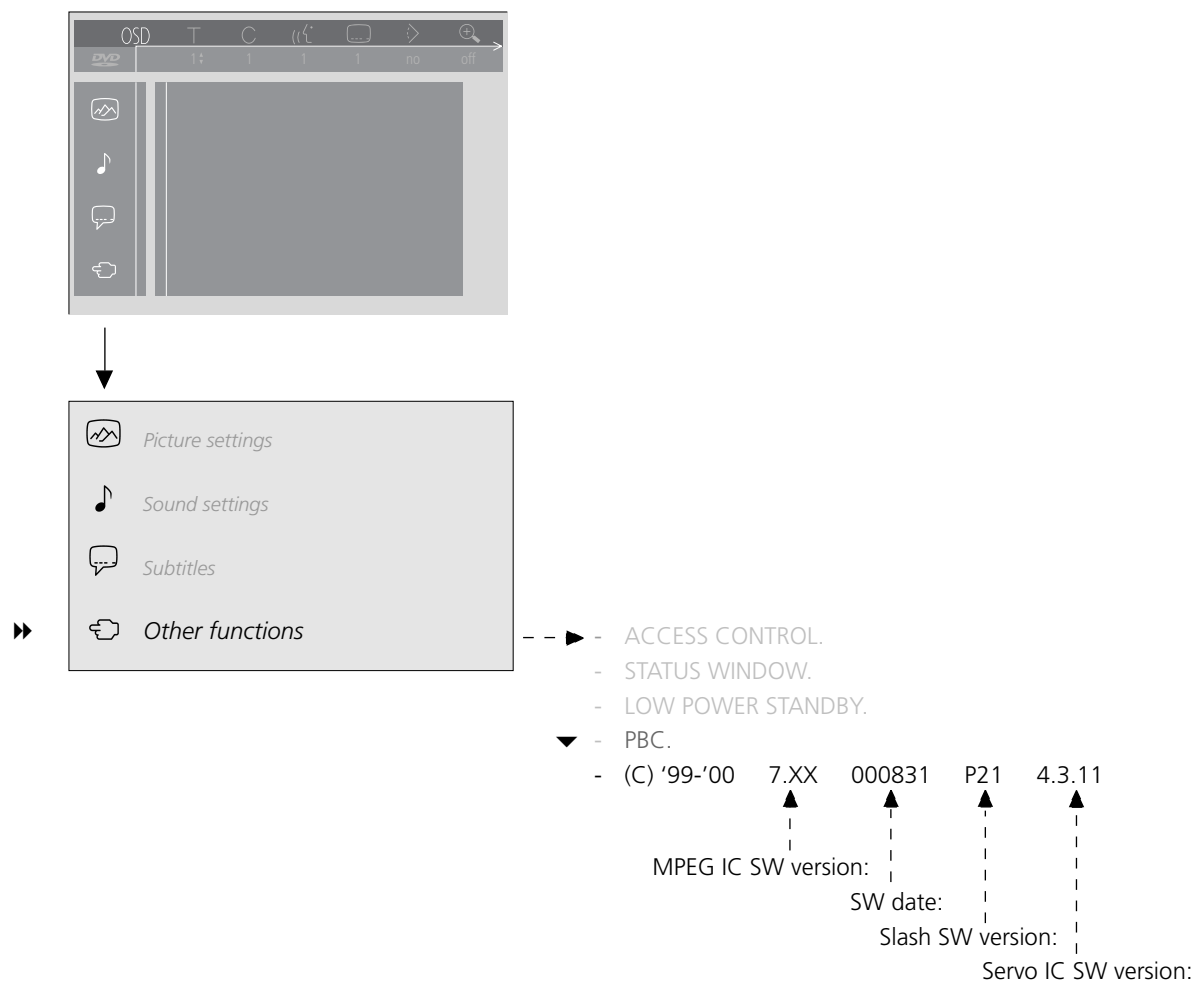 OSD T C
DVD 1 1 1 1 no off
Picture settings
Sound settings
Subtitles
Other functions
- ACCESS CONTROL.
- STATUS WINDOW.
- LOW POWER STANDBY.
- PBC.
- (C) '99-'00 7.XX 000831 P21 4.3.11
MPEG IC SW version:
SW date:
Slash SW version:
Servo IC SW version: